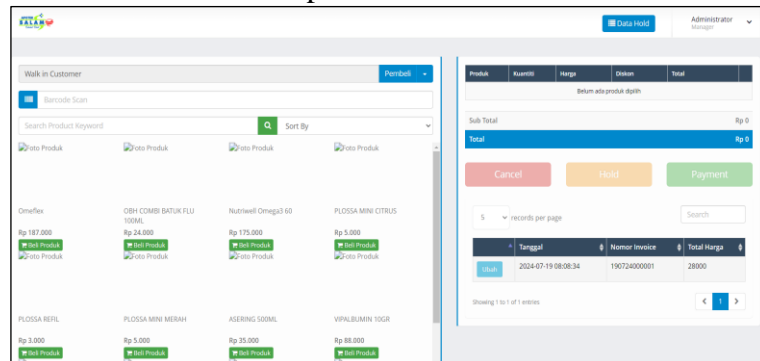 SALAM
Data Hold
Administrator
Manager
Walk in Customer
Pembeli
Barcode Scan
Search Product Keyword
Sort By
Foto Produk Foto Produk Foto Produk Foto Produk
Omeflex OBH COMBI BATUK FLU 100ML Nutriwell Omega3 60 PLOSSA MINI CITRUS
Rp 187.000 Rp 24.000 Rp 175.000 Rp 5.000
Beli Produk Beli Produk Beli Produk Beli Produk
Foto Produk Foto Produk Foto Produk Foto Produk
PLOSSA REFIL PLOSSA MINI MERAH ASERING 500ML VIPALBUMIN 10GR
Rp 3.000 Rp 5.000 Rp 35.000 Rp 88.000
Beli Produk Beli Produk Beli Produk Beli Produk
Produk Kuantiti Harga Diskon Total
Belum ada produk dipilih
Sub Total Rp 0
Total Rp 0
Cancel Hold Payment
5 records per page Search
Tanggal Nomor Invoice Total Harga
Ubah 2024-07-19 08:08:34 190724000001 28000
Showing 1 to 1 of 1 entries
1